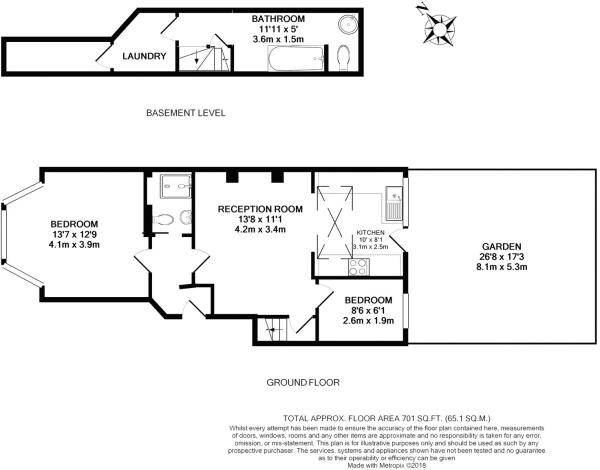 N
BATHROOM
11'11 x 5'
3.6m x 1.5m
LAUNDRY
BASEMENT LEVEL
BEDROOM
13'7 x 12'9
4.1m x 3.9m
RECEPTION ROOM
13'8 x 11'1
4.2m x 3.4m
KITCHEN
10' x 8'1
3.1m x 2.5m
GARDEN
26'8 x 17'3
8.1m x 5.3m
BEDROOM
8'6 x 6'1
2.6m x 1.9m
GROUND FLOOR
TOTAL APPROX. FLOOR AREA 701 SQ.FT. (65.1 SQ.M.)
Whilst every attempt has been made to ensure the accuracy of the floor plan contained here, measurements
of doors, windows, rooms and any other items are approximate and no responsibility is taken for any error,
omission, or mis-statement. This plan is for illustrative purposes only and should be used as such by any
prospective purchaser. The services, systems and appliances shown have not been tested and no guarantee
as to their operability or efficiency can be given
Made with Metropix ©2018